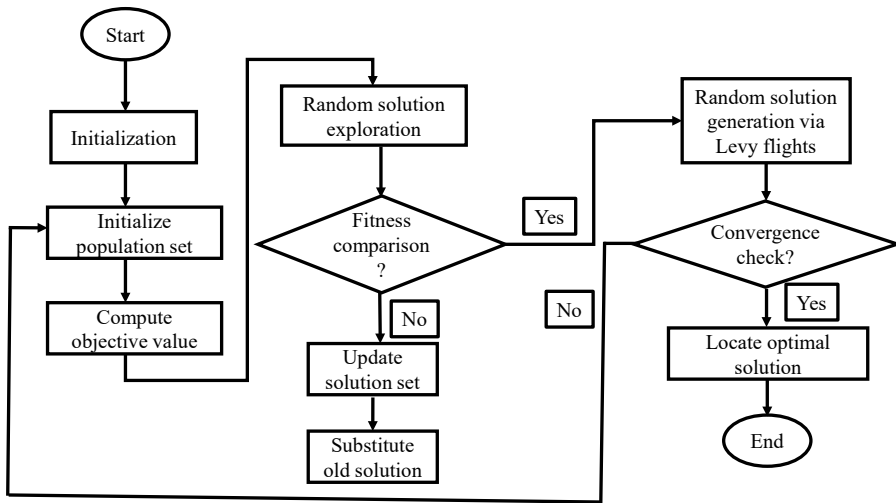 Start
Initialization
Initialize
population set
Compute
objective value
Random solution
exploration
Fitness
comparison
?
Yes
No
Update
solution set
Substitute
old solution
Random solution
generation via
Levy flights
Convergence
check?
No
Yes
Locate optimal
solution
End